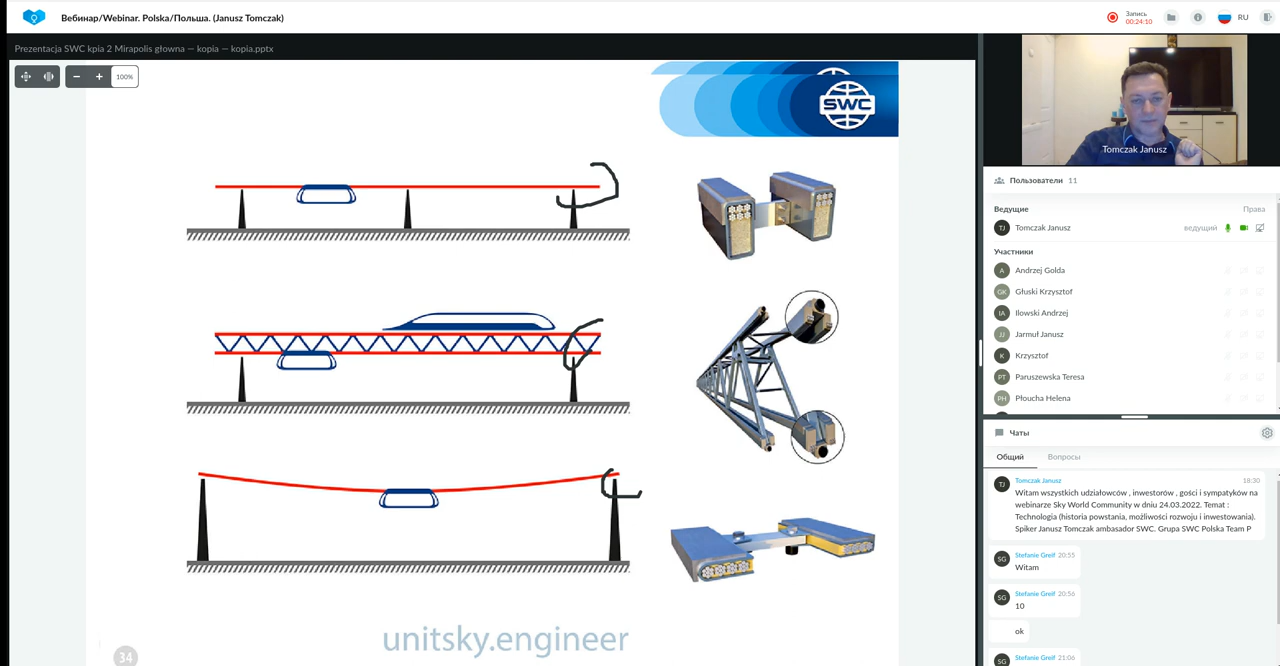 Вебинар/Webinar. Polska/Польша. (Janusz Tomczak)
Запись
00:24:10
RU
Prezentacja SWC kpia 2 Mirapolis głowna — kopia — kopia.pptx
100%
SWC
unitsky.engineer
34
Tomczak Janusz
Пользователи 11
Ведущие Права
TJ Tomczak Janusz ведущий
Участники
A Andrzej Golda
GK Głuski Krzysztof
IA Ilowski Andrzej
JJ Jarmuł Janusz
K Krzysztof
PT Paruszewska Teresa
PH Płoucha Helena
Чаты
Общий Вопросы
TJ Tomczak Janusz 18:30
Witam wszystkich udziałowców , inwestorów , gości i sympatyków na
webinarze Sky World Community w dniu 24.03.2022. Temat :
Technologia (historia powstania, możliwości rozwoju i inwestowania).
Spiker Janusz Tomczak ambasador SWC. Grupa SWC Polska Team P
SG Stefanie Greif 20:55
Witam
SG Stefanie Greif 20:56
10
ok
SG Stefanie Greif 21:06